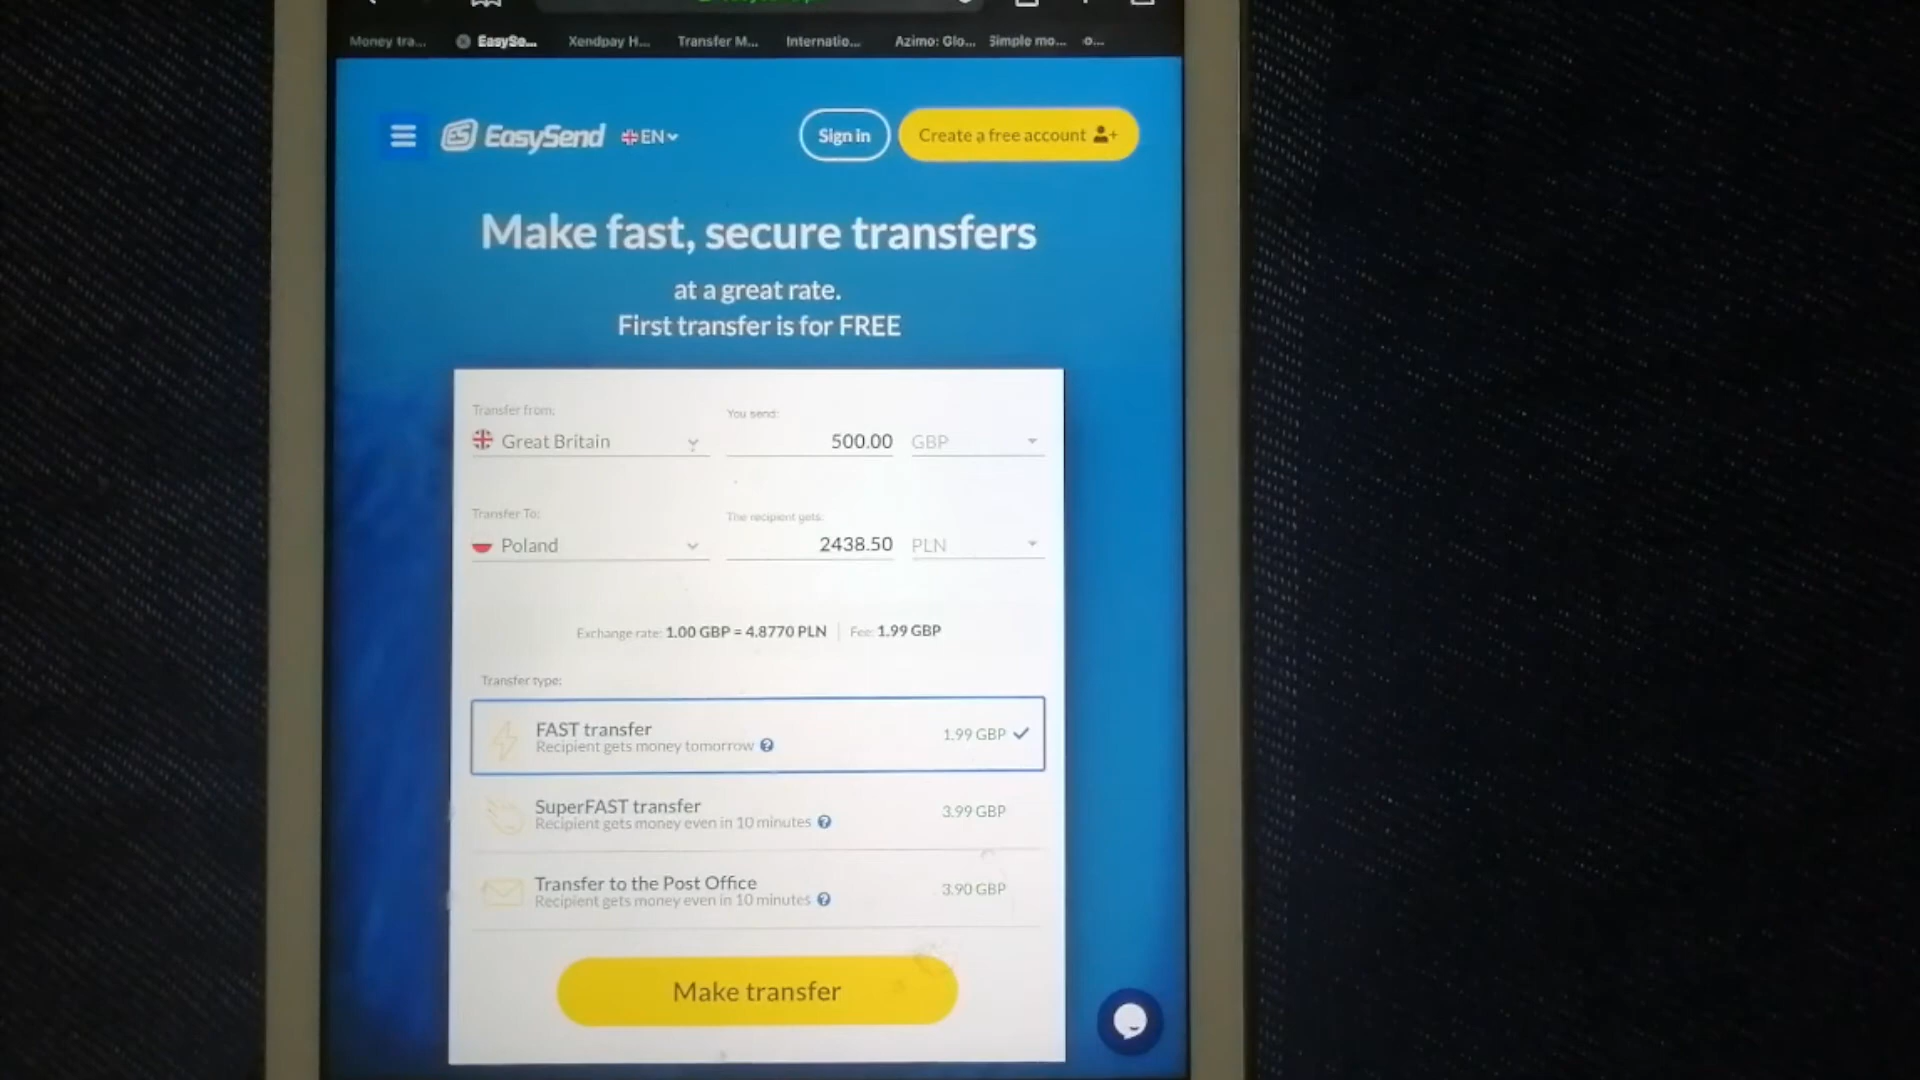 Money tra...
EasySe...
Xendpay H...
Transfer M...
Internatio...
Azimo: Glo...
Simple mo...
o...
ES EasySend
EN
Sign in
Create a free account
Make fast, secure transfers
at a great rate.
First transfer is for FREE
Transfer from:
You send:
Great Britain
500.00 GBP
Transfer To:
The recipient gets:
Poland
2438.50 PLN
Exchange rate: 1.00 GBP = 4.8770 PLN
Fee: 1.99 GBP
Transfer type:
FAST transfer
Recipient gets money tomorrow ?
1.99 GBP
SuperFAST transfer
Recipient gets money even in 10 minutes ?
3.99 GBP
Transfer to the Post Office
Recipient gets money even in 10 minutes ?
3.90 GBP
Make transfer